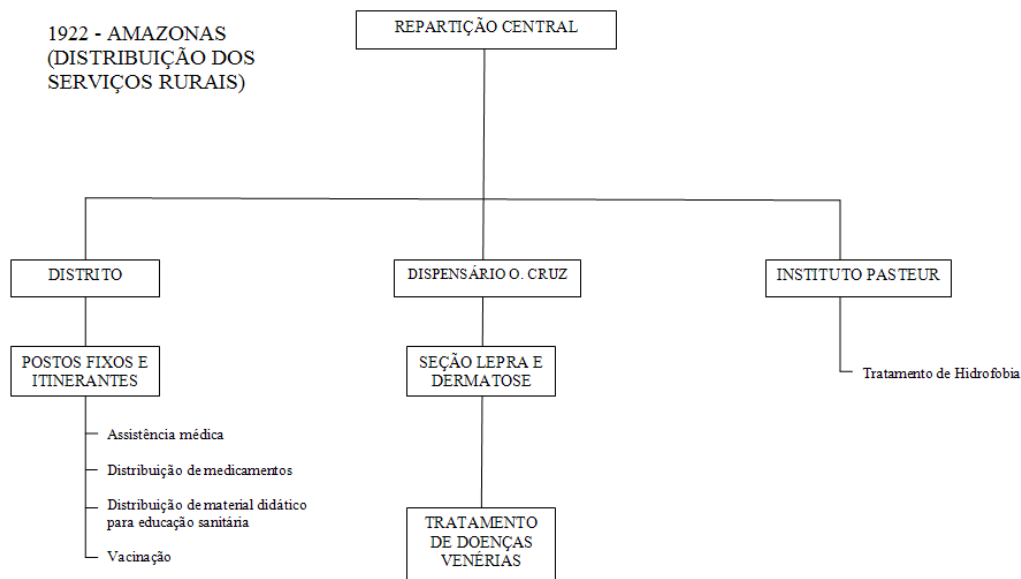 1922 - AMAZONAS
(DISTRIBUIÇÃO DOS
SERVIÇOS RURAIS)
REPARTIÇÃO CENTRAL
DISTRITO
DISPENSÁRIO O. CRUZ
INSTITUTO PASTEUR
POSTOS FIXOS E
ITINERANTES
SEÇÃO LEPRA E
DERMATOSE
Tratamento de Hidrofobia
Assistência médica
Distribuição de medicamentos
Distribuição de material didático
para educação sanitária
Vacinação
TRATAMENTO
DE DOENÇAS
VENÉRIAS